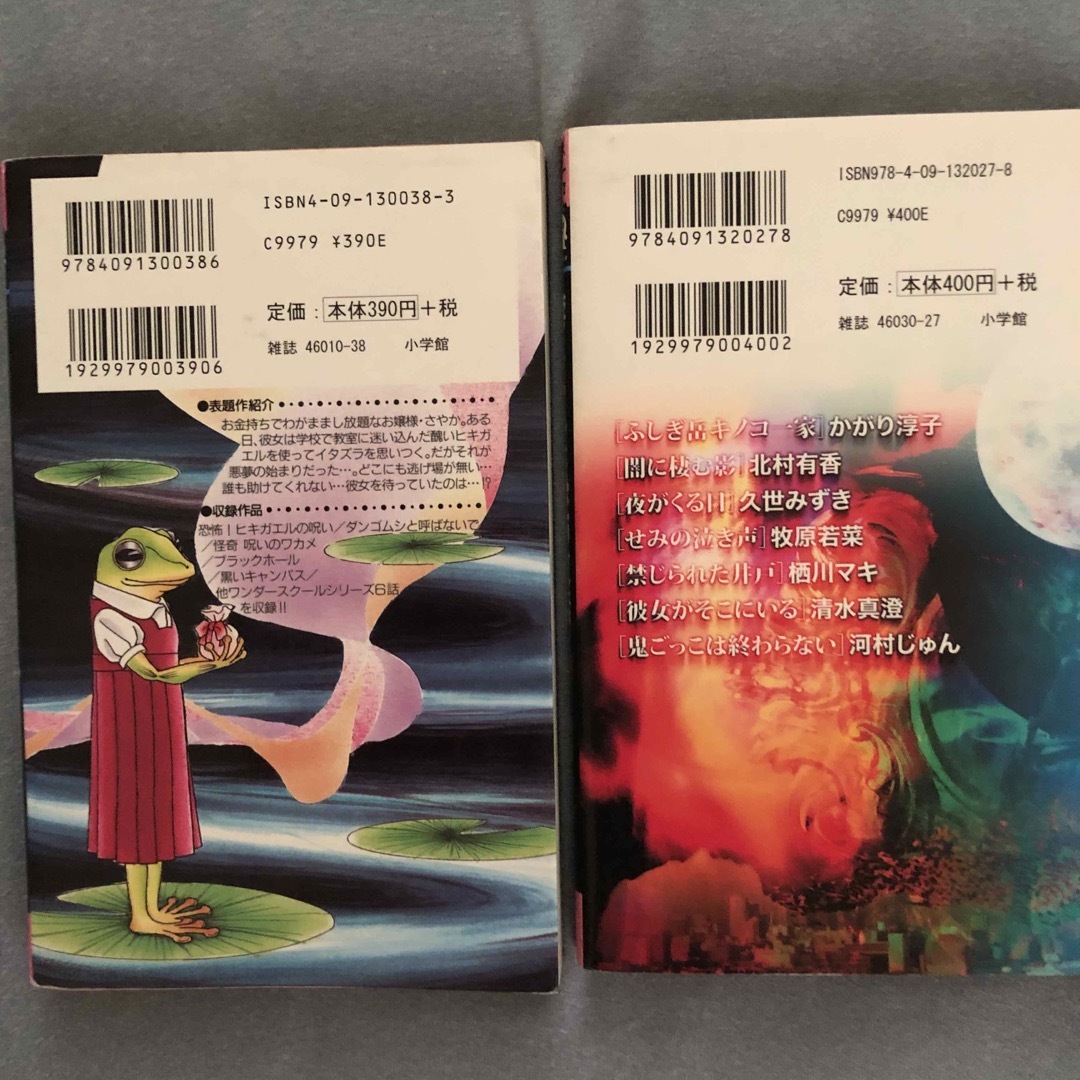 ISBN4-09-130038-3
9784091300386
C9979 ¥390E
定価：本体390円＋税
1929979003906
雑誌 46010-38 小学館
●表題作紹介
お金持ちでわがままし放題なお嬢様・さやか。ある
日、彼女は学校で教室に迷い込んだ醜いヒキガ
エルを使ってイタズラを思いつく。だがそれが
悪夢の始まりだった…。どこにも逃げ場が無い…
誰も助けてくれない…彼女を待っていたのは…!?
●収録作品
恐怖！ヒキガエルの呪い／ダンゴムシと呼ばないで
／怪奇 呪いのワカメ
／ブラックホール
／黒いキャンバス／
他ワンダースクールシリーズ6話
を収録!!
ISBN978-4-09-132027-8
9784091320278
C9979 ¥400E
定価：本体400円＋税
1929979004002
雑誌 46030-27 小学館
［ふしぎ岳キノコ一家］かがり淳子
［闇に棲む影］北村有香
［夜がくる日］久世みずき
［せみの泣き声］牧原若菜
［禁じられた井戸］栖川マキ
［彼女がそこにいる］清水真澄
［鬼ごっこは終わらない］河村じゅん